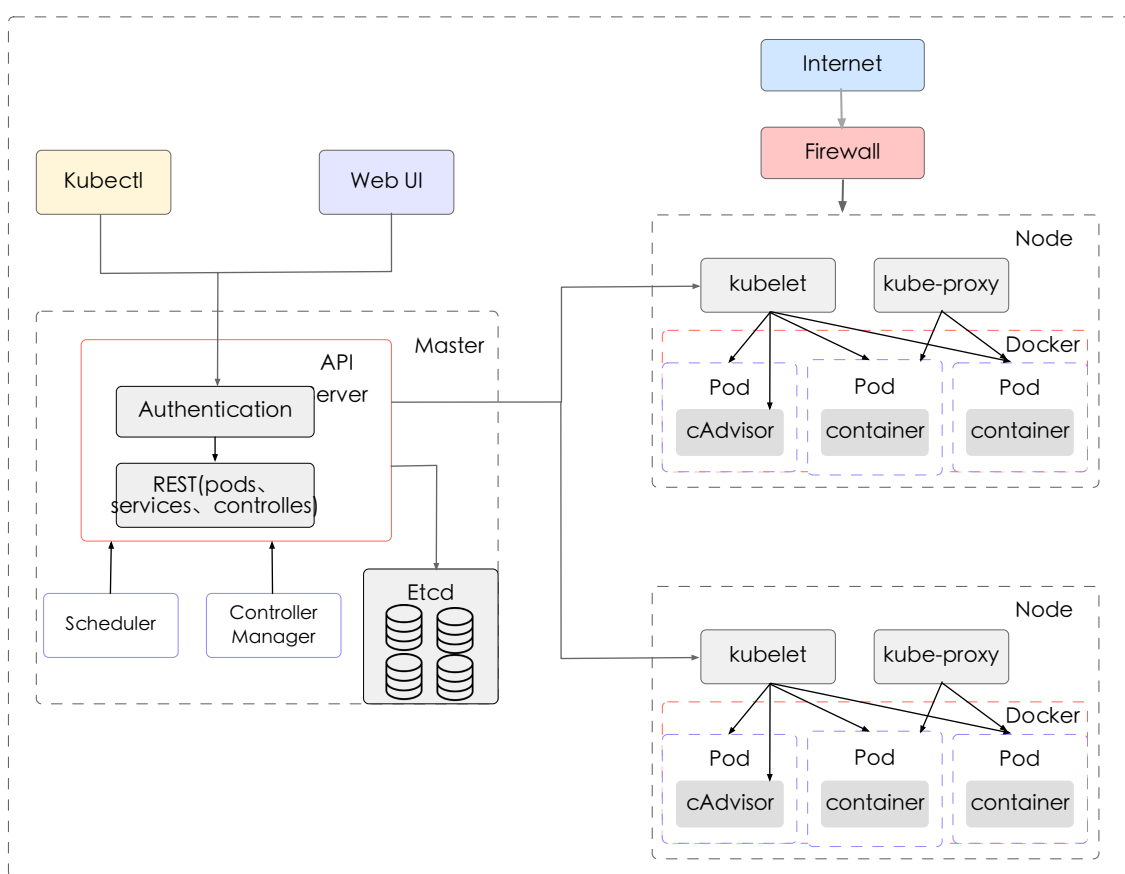 Internet
Firewall
Kubectl
Web UI
Node
kubelet
kube-proxy
Master
API
erver
Docker
Pod
Pod
Pod
Authentication
cAdvisor
container
container
REST(pods、
services、controlles)
Etcd
Scheduler
Controller
Manager
Node
kubelet
kube-proxy
Docker
Pod
Pod
Pod
cAdvisor
container
container